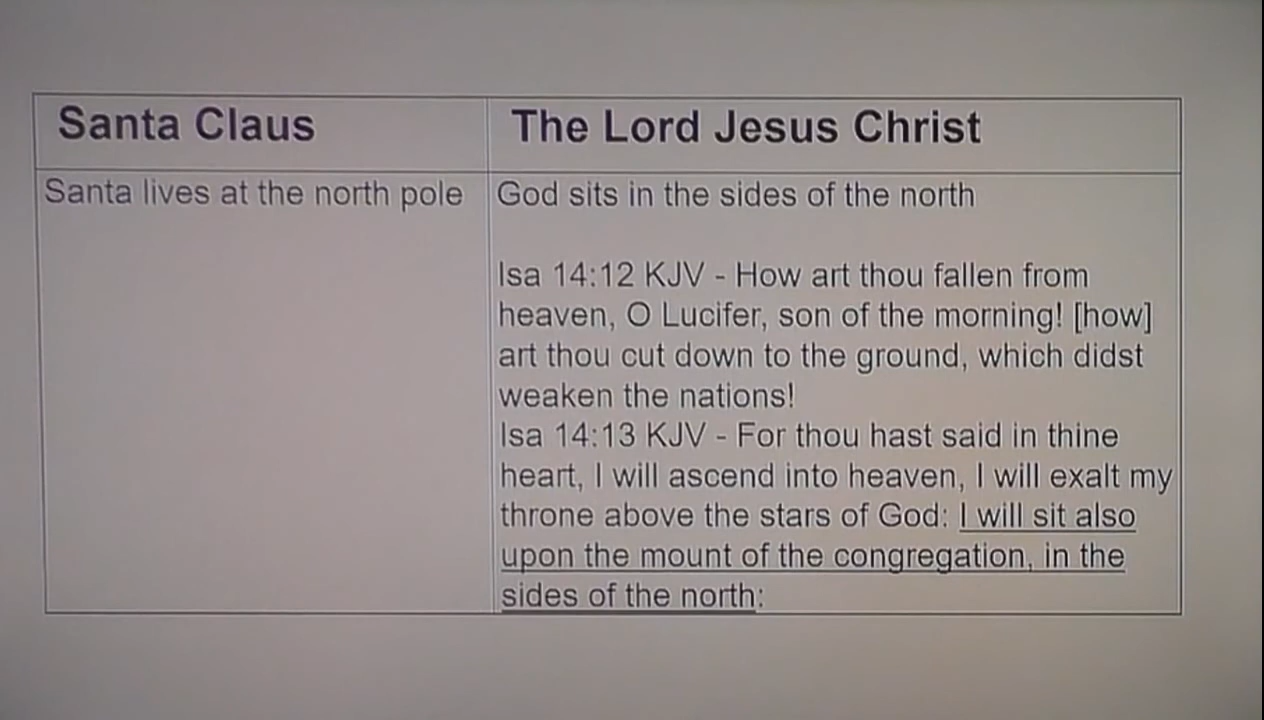 Santa Claus
The Lord Jesus Christ
Santa lives at the north pole
God sits in the sides of the north
Isa 14:12 KJV - How art thou fallen from
heaven, O Lucifer, son of the morning! [how]
art thou cut down to the ground, which didst
weaken the nations!
Isa 14:13 KJV - For thou hast said in thine
heart, I will ascend into heaven, I will exalt my
throne above the stars of God: I will sit also
upon the mount of the congregation, in the
sides of the north: